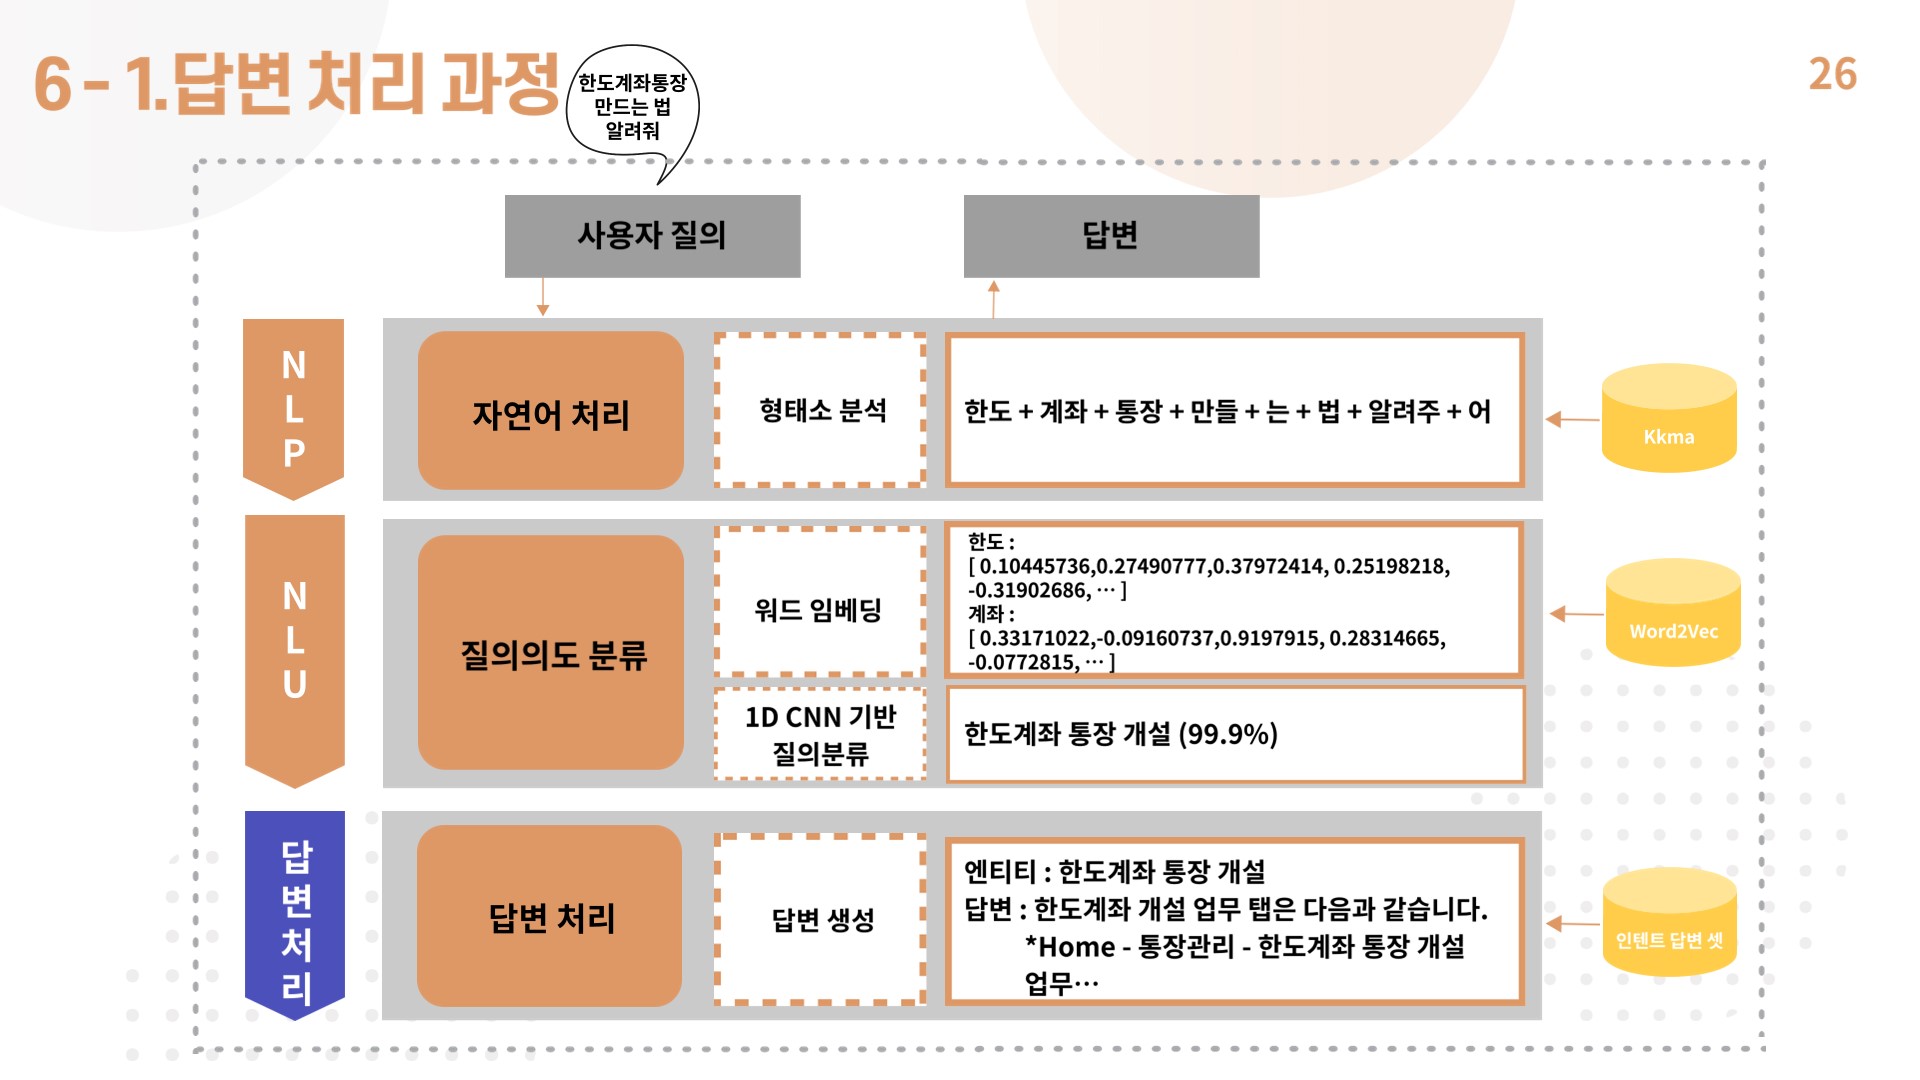 6 - 1.답변 처리 과정
한도계좌통장
만드는 법
알려줘
26
사용자 질의
답변
N
L
P
자연어 처리
형태소 분석
한도 + 계좌 + 통장 + 만들 + 는 + 법 + 알려주 + 어
Kkma
N
L
U
질의의도 분류
워드 임베딩
한도 :
[ 0.10445736,0.27490777,0.37972414, 0.25198218,
-0.31902686, ··· ]
계좌 :
[ 0.33171022,-0.09160737,0.9197915, 0.28314665,
-0.0772815, ··· ]
Word2Vec
1D CNN 기반
질의분류
한도계좌 통장 개설 (99.9%)
답
변
처
리
답변 처리
답변 생성
엔티티 : 한도계좌 통장 개설
답변 : 한도계좌 개설 업무 탭은 다음과 같습니다.
*Home - 통장관리 - 한도계좌 통장 개설
업무···
인텐트 답변 셋